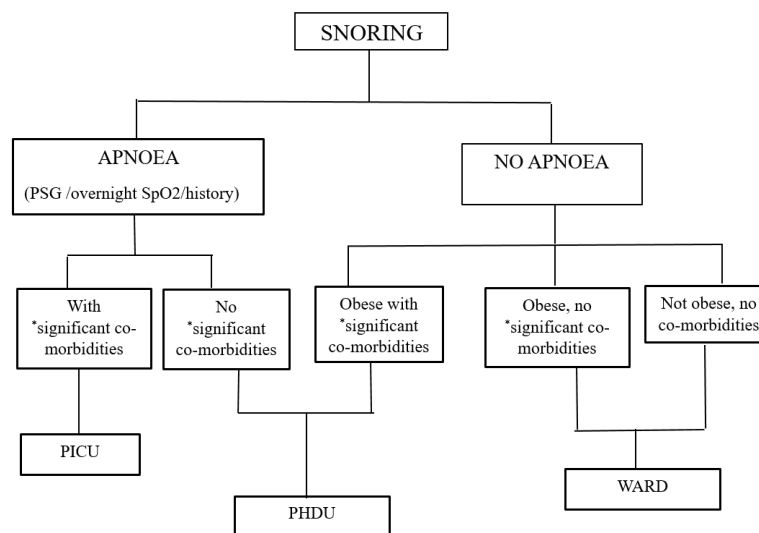 SNORING
APNOEA
(PSG /overnight SpO2/history)
NO APNOEA
With
*significant co-
morbidities
No
*significant
co-morbidities
Obese with
*significant
co-morbidities
Obese, no
*significant co-
morbidities
Not obese, no
co-morbidities
PICU
PHDU
WARD